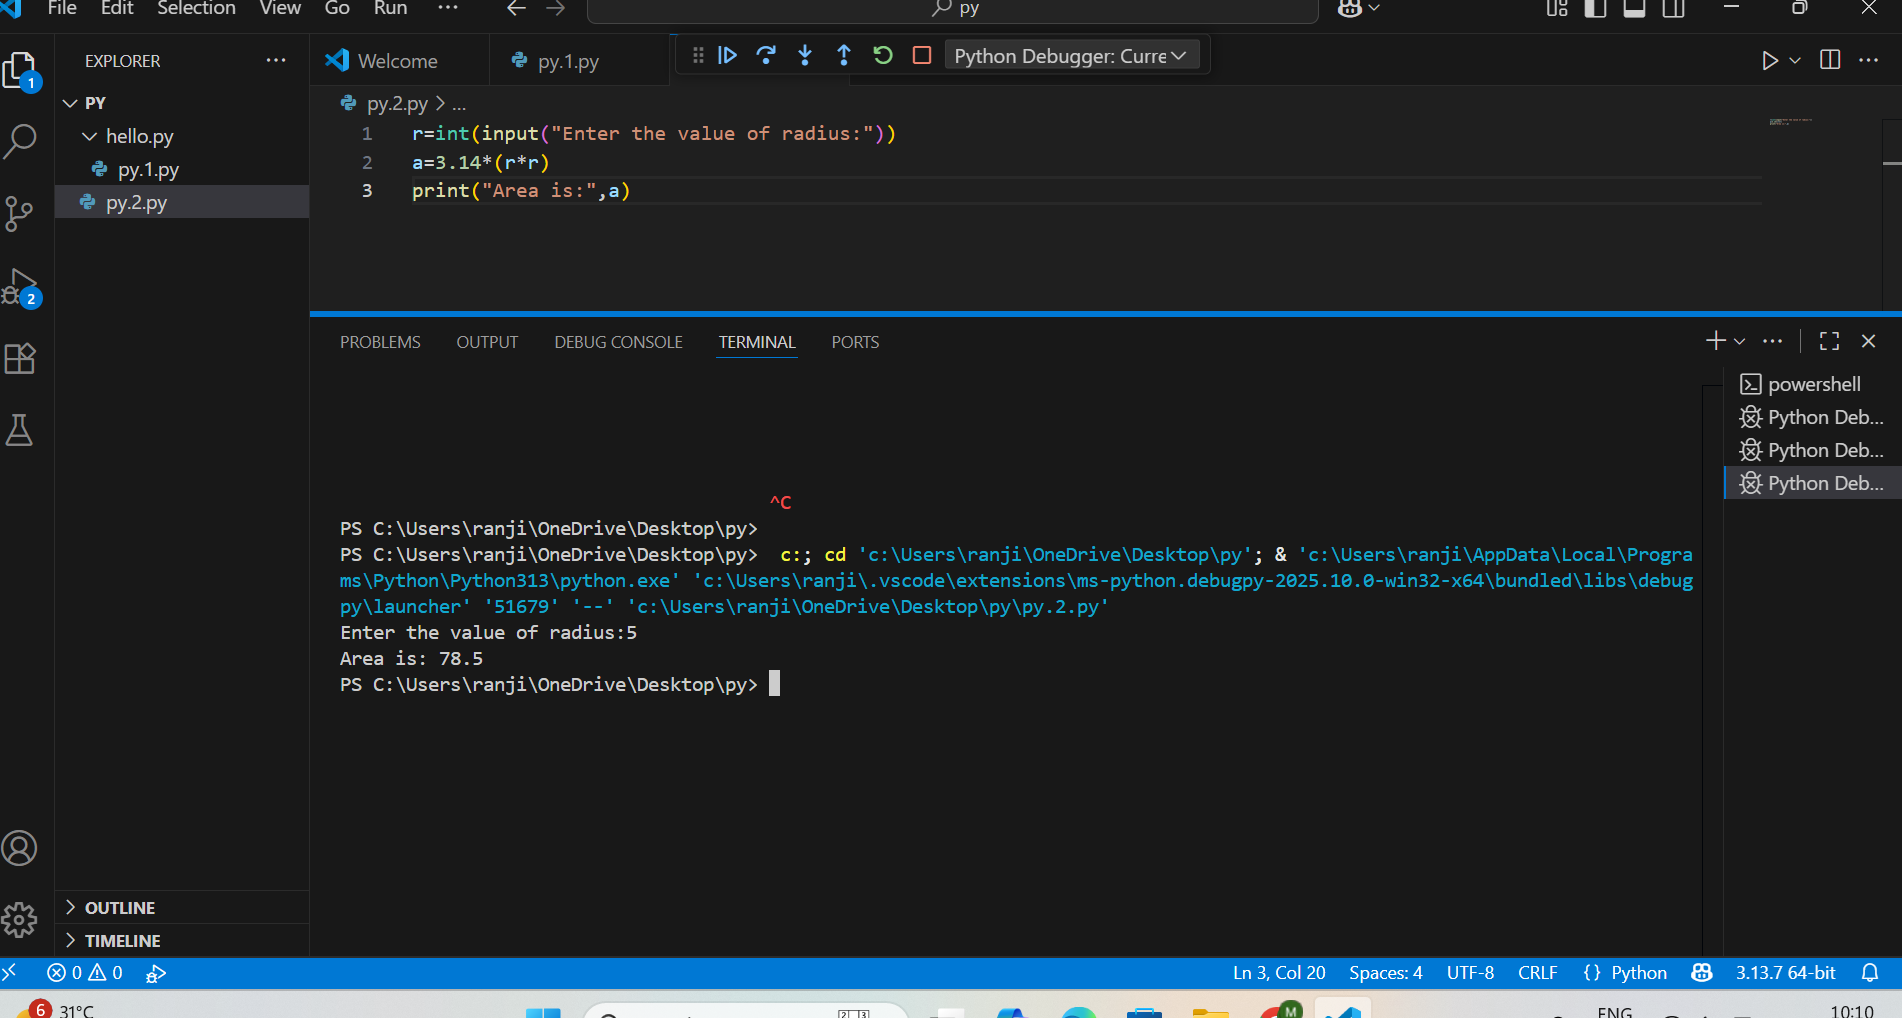 File Edit Selection View Go Run ··· py
EXPLORER ···
1
PY
hello.py
py.1.py
py.2.py
2
Welcome
py.1.py
Python Debugger: Curre
py.2.py > ...
1 r=int(input("Enter the value of radius:"))
2 a=3.14*(r*r)
3 print("Area is:",a)
PROBLEMS OUTPUT DEBUG CONSOLE TERMINAL PORTS
powershell
Python Deb...
Python Deb...
Python Deb...
^C
PS C:\Users\ranji\OneDrive\Desktop\py>
PS C:\Users\ranji\OneDrive\Desktop\py>  c:; cd 'c:\Users\ranji\OneDrive\Desktop\py'; & 'c:\Users\ranji\AppData\Local\Progra
ms\Python\Python313\python.exe' 'c:\Users\ranji\.vscode\extensions\ms-python.debugpy-2025.10.0-win32-x64\bundled\libs\debug
py\launcher' '51679' '--' 'c:\Users\ranji\OneDrive\Desktop\py\py.2.py'
Enter the value of radius:5
Area is: 78.5
PS C:\Users\ranji\OneDrive\Desktop\py>
OUTLINE
TIMELINE
0 0 Ln 3, Col 20 Spaces: 4 UTF-8 CRLF {} Python 3.13.7 64-bit
6 31°C M ENG 10:10